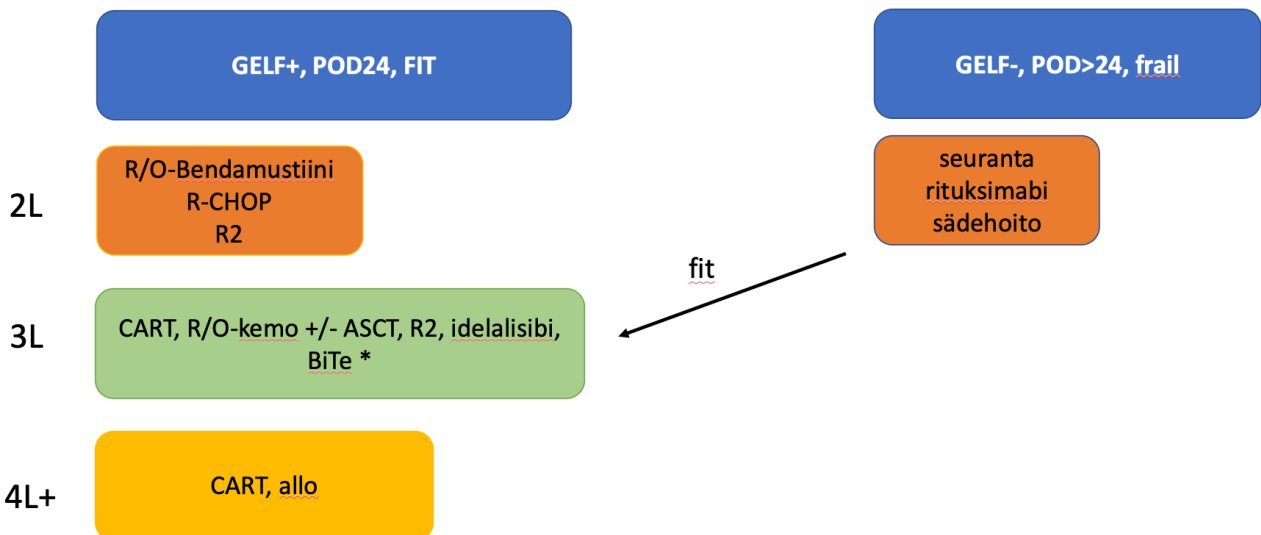 GELF+, POD24, FIT
GELF-, POD>24, frail
2L
R/O-Bendamustiini
R-CHOP
R2
seuranta
rituksimabi
sädehoito
fit
3L
CART, R/O-kemo +/- ASCT, R2, idelalisibi,
BiTe *
4L+
CART, allo